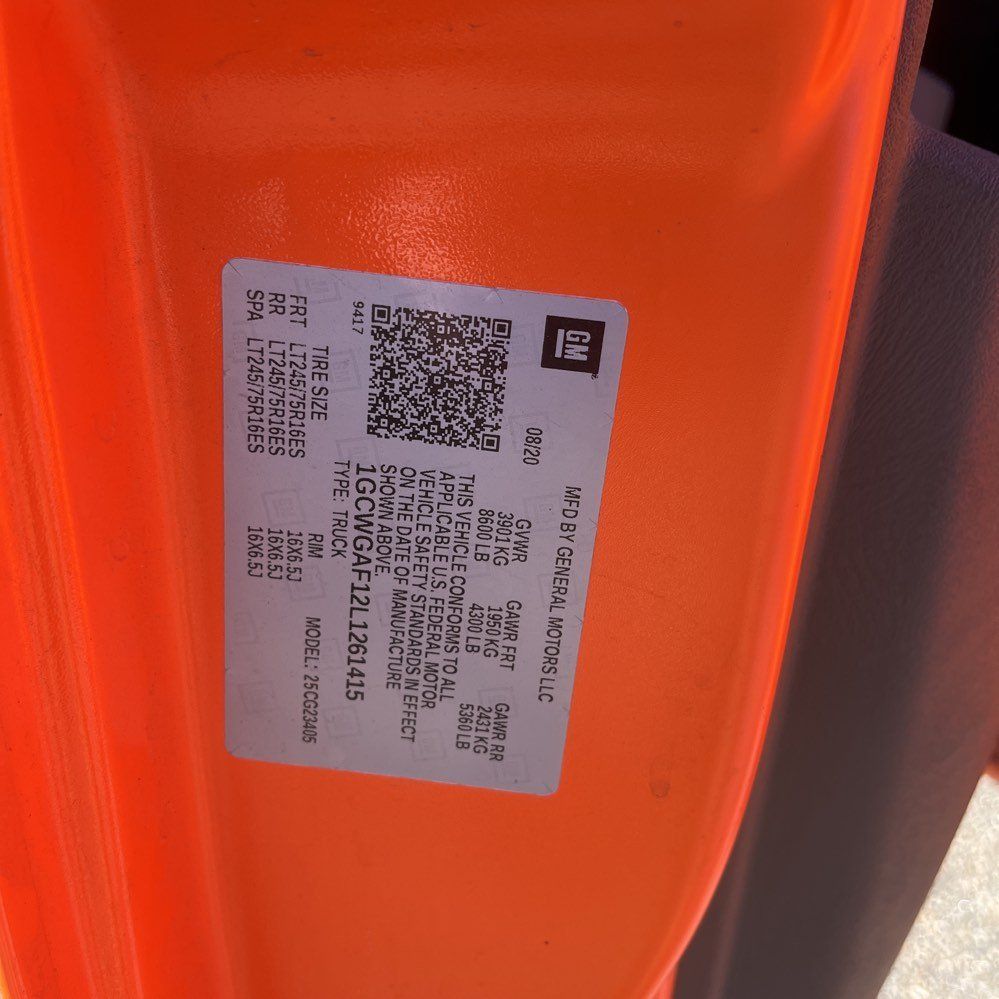 GM
MFD BY GENERAL MOTORS LLC
08/20
GVWR GAWR FRT GAWR RR
3901 KG 1950 KG 2431 KG
8600 LB 4300 LB 5360 LB
THIS VEHICLE CONFORMS TO ALL
APPLICABLE U.S. FEDERAL MOTOR
VEHICLE SAFETY STANDARDS IN EFFECT
ON THE DATE OF MANUFACTURE
SHOWN ABOVE.
1GCWGAF12L1261415
TYPE: TRUCK
9417
MODEL: 25CG23405
TIRE SIZE RIM
FRT LT245/75R16ES 16X6.5J
RR LT245/75R16ES 16X6.5J
SPA LT245/75R16ES 16X6.5J